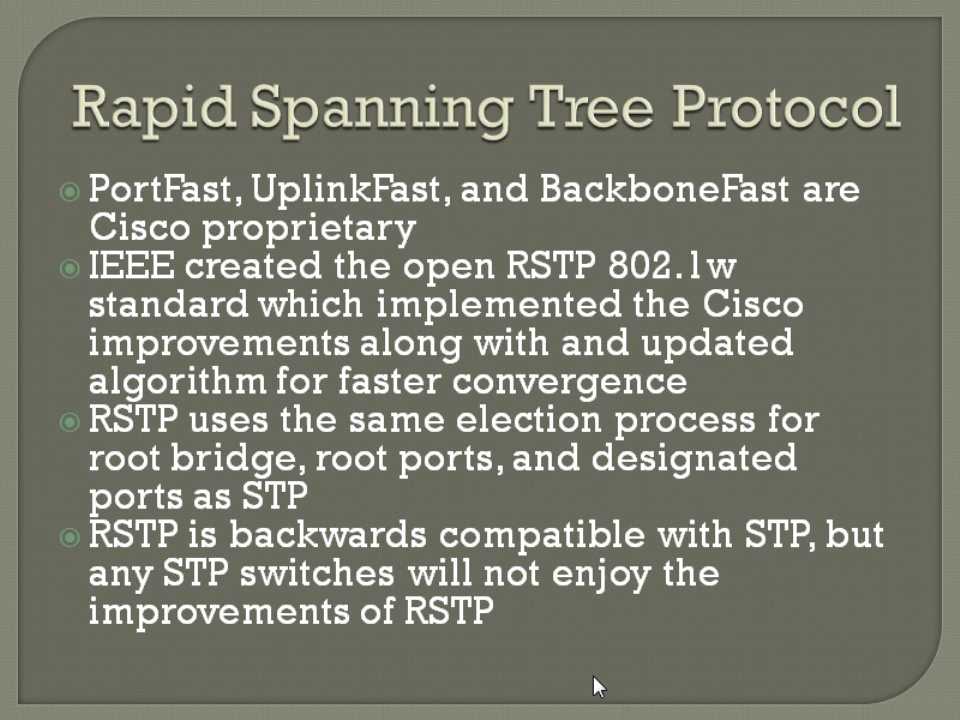 Rapid Spanning Tree Protocol
PortFast, UplinkFast, and BackboneFast are
Cisco proprietary
IEEE created the open RSTP 802.1w
standard which implemented the Cisco
improvements along with and updated
algorithm for faster convergence
RSTP uses the same election process for
root bridge, root ports, and designated
ports as STP
RSTP is backwards compatible with STP, but
any STP switches will not enjoy the
improvements of RSTP